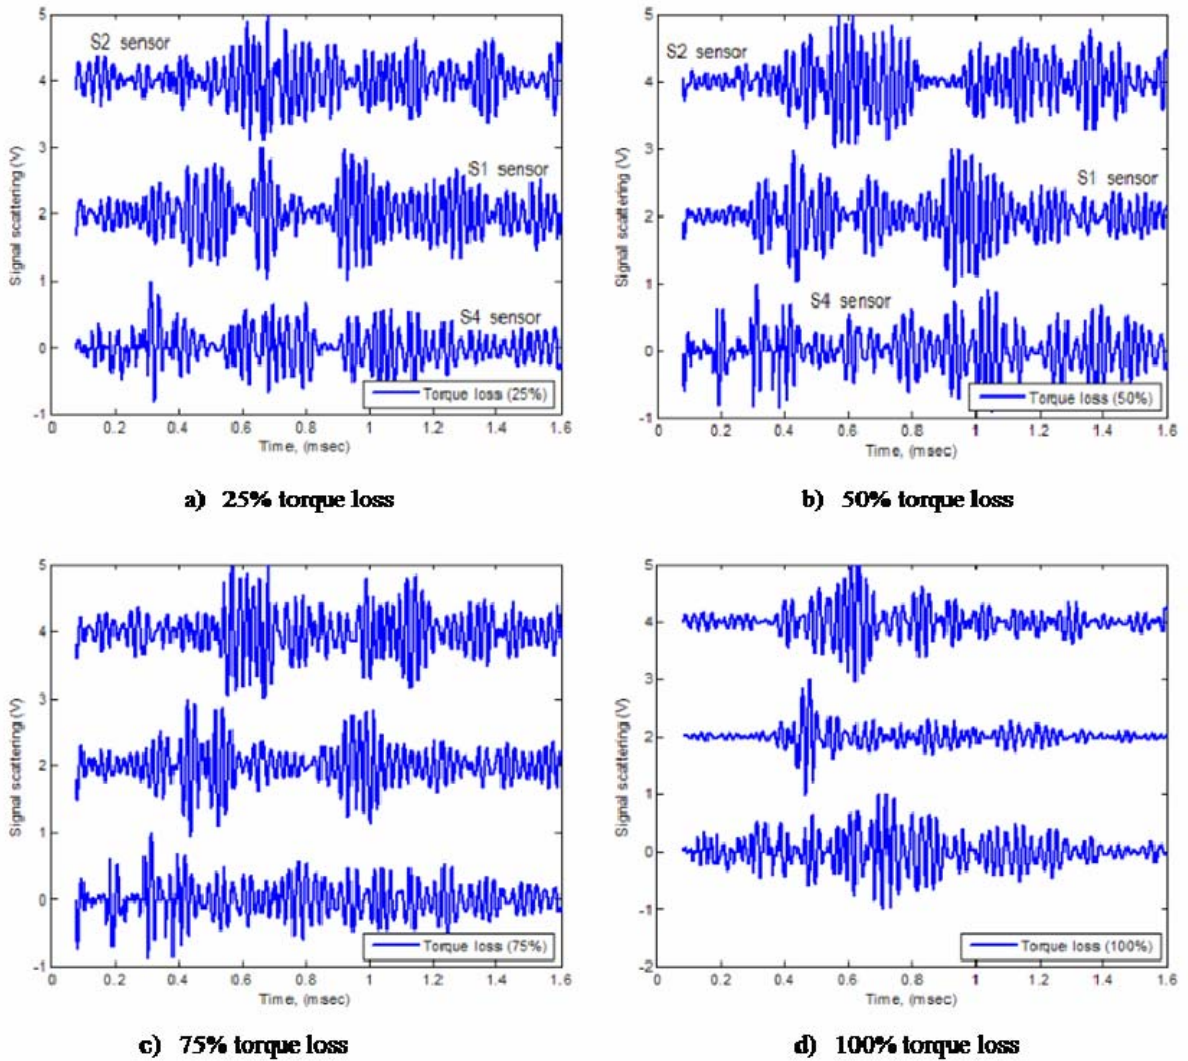 5
4
3
2
1
0
-1
0 0.2 0.4 0.6 0.8 1 1.2 1.4 1.6
Signal scattering (V)
Time, (msec)
S2 sensor
S1 sensor
S4 sensor
Torque loss (25%)
a) 25% torque loss
5
4
3
2
1
0
-1
0 0.2 0.4 0.6 0.8 1 1.2 1.4 1.6
Signal scattering (V)
Time, (msec)
S2 sensor
S1 sensor
S4 sensor
Torque loss (50%)
b) 50% torque loss
5
4
3
2
1
0
-1
0 0.2 0.4 0.6 0.8 1 1.2 1.4 1.6
Signal scattering (V)
Time, (msec)
Torque loss (75%)
c) 75% torque loss
5
4
3
2
1
0
-1
-2
0 0.2 0.4 0.6 0.8 1 1.2 1.4 1.6
Signal scattering (V)
Time, (msec)
Torque loss (100%)
d) 100% torque loss